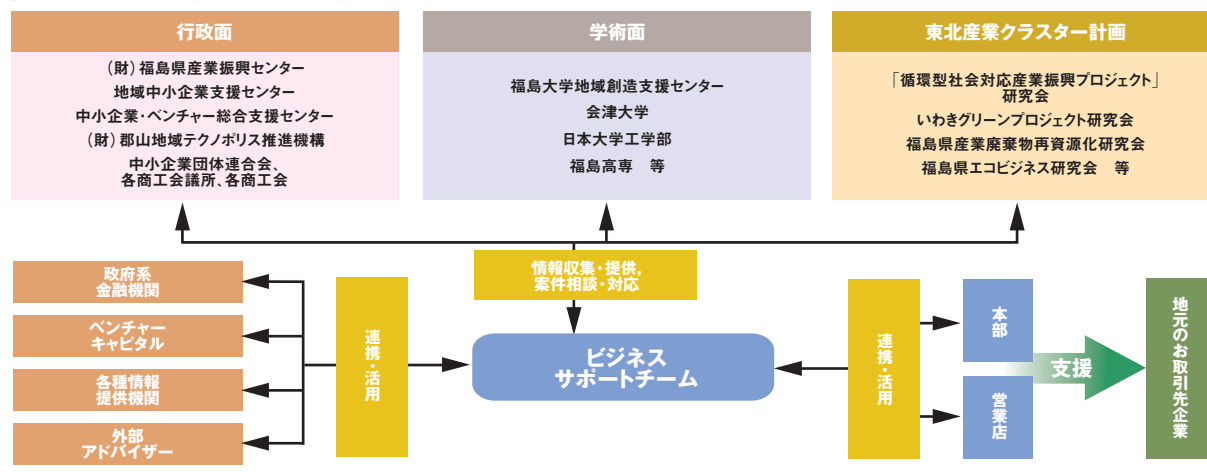 行政面
(財)福島県産業振興センター
地域中小企業支援センター
中小企業・ベンチャー総合支援センター
(財)郡山地域テクノポリス推進機構
中小企業団体連合会、
各商工会議所、各商工会
学術面
福島大学地域創造支援センター
会津大学
日本大学工学部
福島高専　等
東北産業クラスター計画
「循環型社会対応産業振興プロジェクト」
研究会
いわきグリーンプロジェクト研究会
福島県産業廃棄物再資源化研究会
福島県エコビジネス研究会　等
情報収集・提供,
案件相談・対応
政府系
金融機関
ベンチャー
キャピタル
各種情報
提供機関
外部
アドバイザー
連携・活用
ビジネス
サポートチーム
連携・活用
本部
営業店
支援
地元のお取引先企業